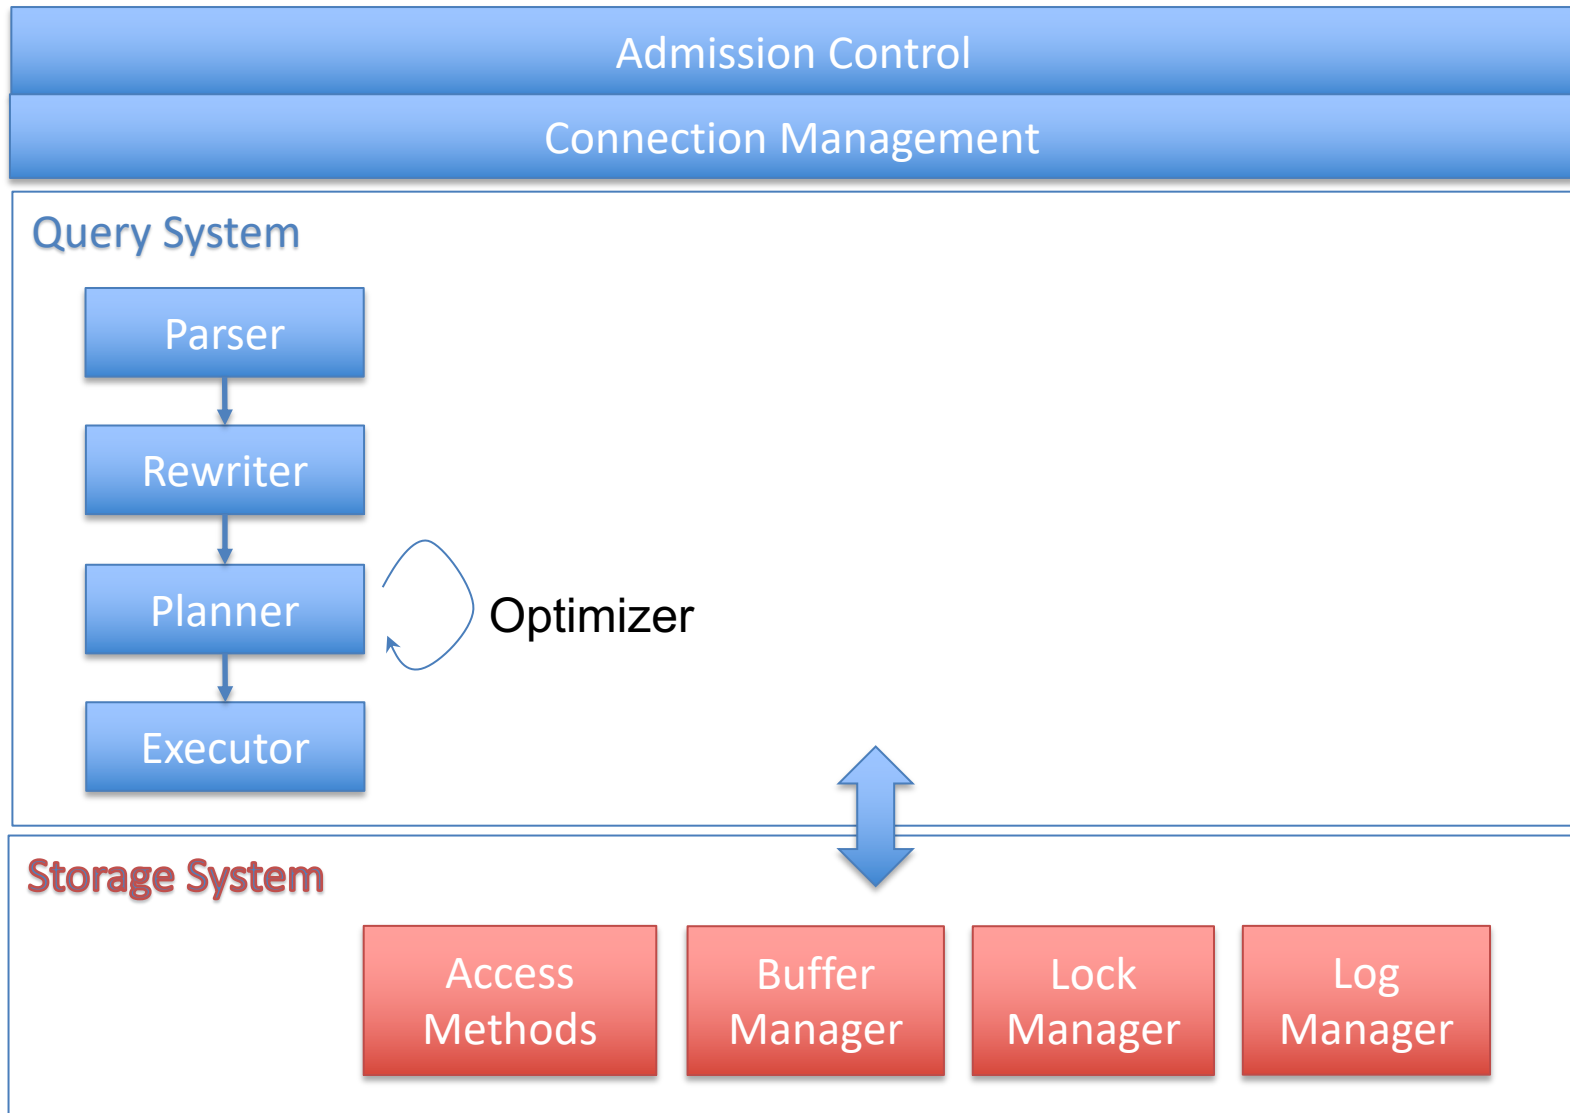 Admission Control
Connection Management
Query System
Parser
Rewriter
Planner
Optimizer
Executor
Storage System
Access
Methods
Buffer
Manager
Lock
Manager
Log
Manager